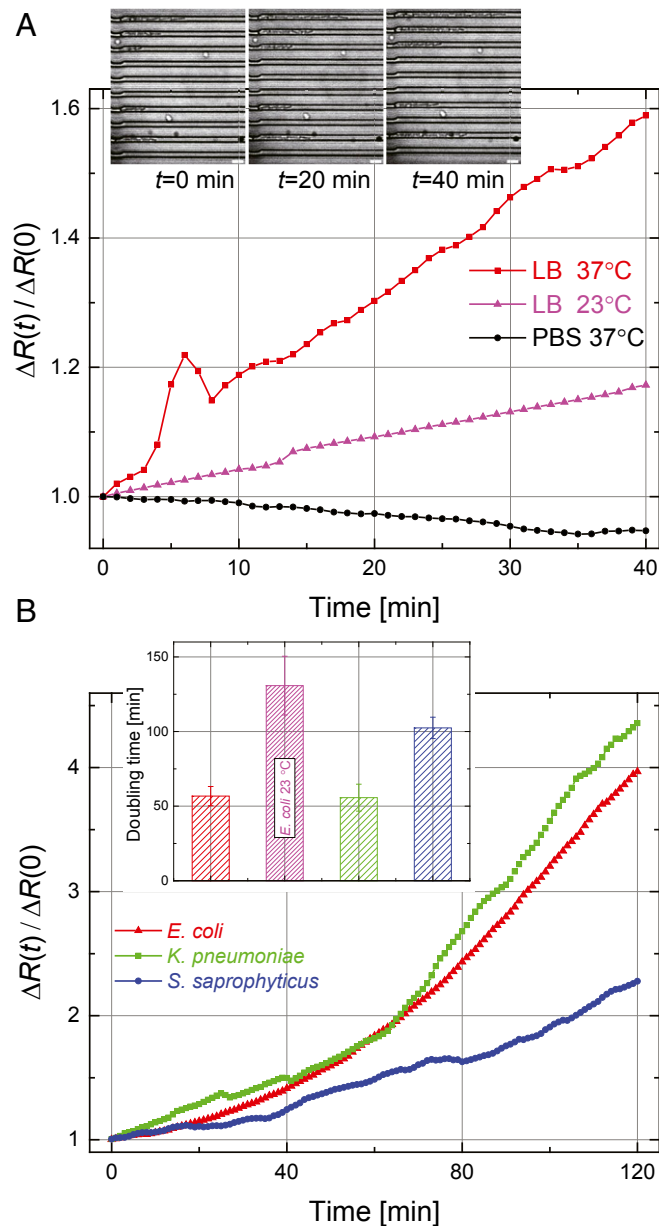 A
t=0 min
t=20 min
t=40 min
1.6
1.4
1.2
1.0
ΔR(t) / ΔR(0)
LB 37°C
LB 23°C
PBS 37°C
0
10
20
30
40
Time [min]
B
150
100
50
0
Doubling time [min]
E. coli 23 °C
4
3
2
1
ΔR(t) / ΔR(0)
E. coli
K. pneumoniae
S. saprophyticus
0
40
80
120
Time [min]